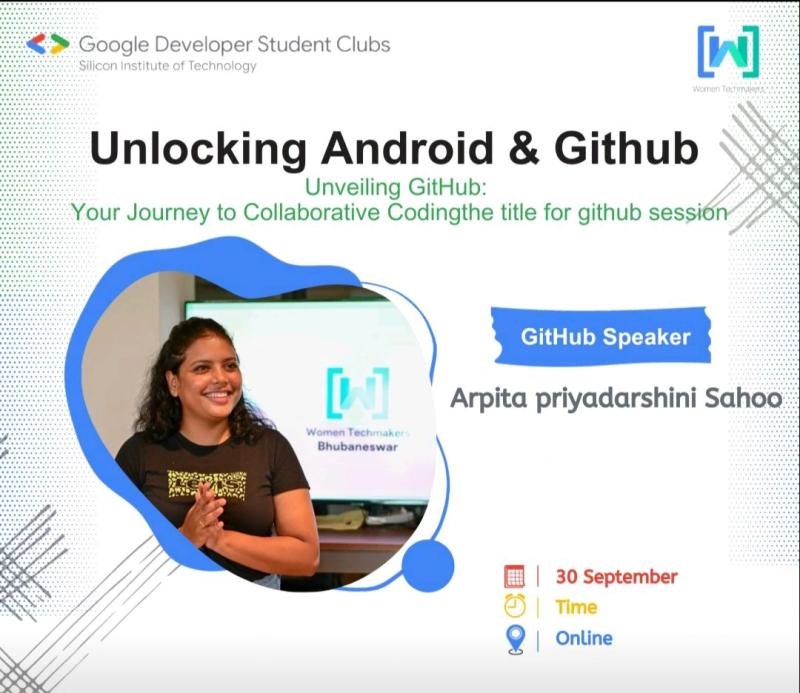 Google Developer Student Clubs
Silicon Institute of Technology
Women Techmakers
Unlocking Android & Github
Unveiling GitHub:
Your Journey to Collaborative Codingthe title for github session
GitHub Speaker
Arpita priyadarshini Sahoo
Women Techmakers
Bhubaneswar
30 September
Time
Online